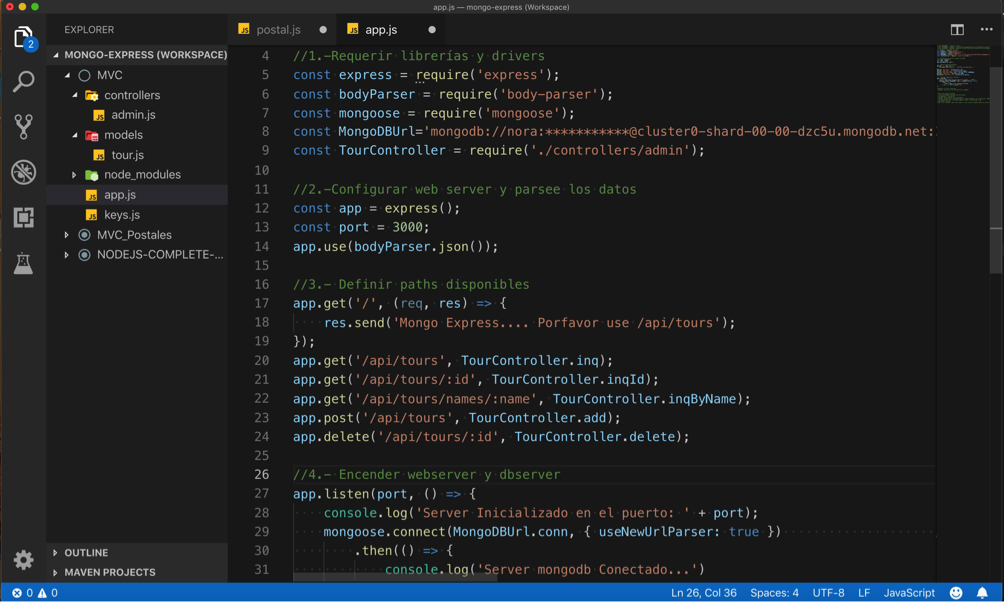 app.js — mongo-express (Workspace)
EXPLORER
postal.js
app.js
2
MONGO-EXPRESS (WORKSPACE)
MVC
controllers
admin.js
models
tour.js
node_modules
app.js
keys.js
MVC_Postales
NODEJS-COMPLETE-...
OUTLINE
MAVEN PROJECTS
4 //1.-Requerir librerías y drivers
5 const express = require('express');
6 const bodyParser = require('body-parser');
7 const mongoose = require('mongoose');
8 const MongoDBUrl='mongodb://nora:***********@cluster0-shard-00-00-dzc5u.mongodb.net:
9 const TourController = require('./controllers/admin');
10
11 //2.-Configurar web server y parsee los datos
12 const app = express();
13 const port = 3000;
14 app.use(bodyParser.json());
15
16 //3.- Definir paths disponibles
17 app.get('/', (req, res) => {
18 res.send('Mongo Express.... Porfavor use /api/tours');
19 });
20 app.get('/api/tours', TourController.inq);
21 app.get('/api/tours/:id', TourController.inqId);
22 app.get('/api/tours/names/:name', TourController.inqByName);
23 app.post('/api/tours', TourController.add);
24 app.delete('/api/tours/:id', TourController.delete);
25
26 //4.- Encender webserver y dbserver
27 app.listen(port, () => {
28 console.log('Server Inicializado en el puerto: ' + port);
29 mongoose.connect(MongoDBUrl.conn, { useNewUrlParser: true })
30 .then(() => {
31 console.log('Server mongodb Conectado...')
0 0 Ln 26, Col 36 Spaces: 4 UTF-8 LF JavaScript